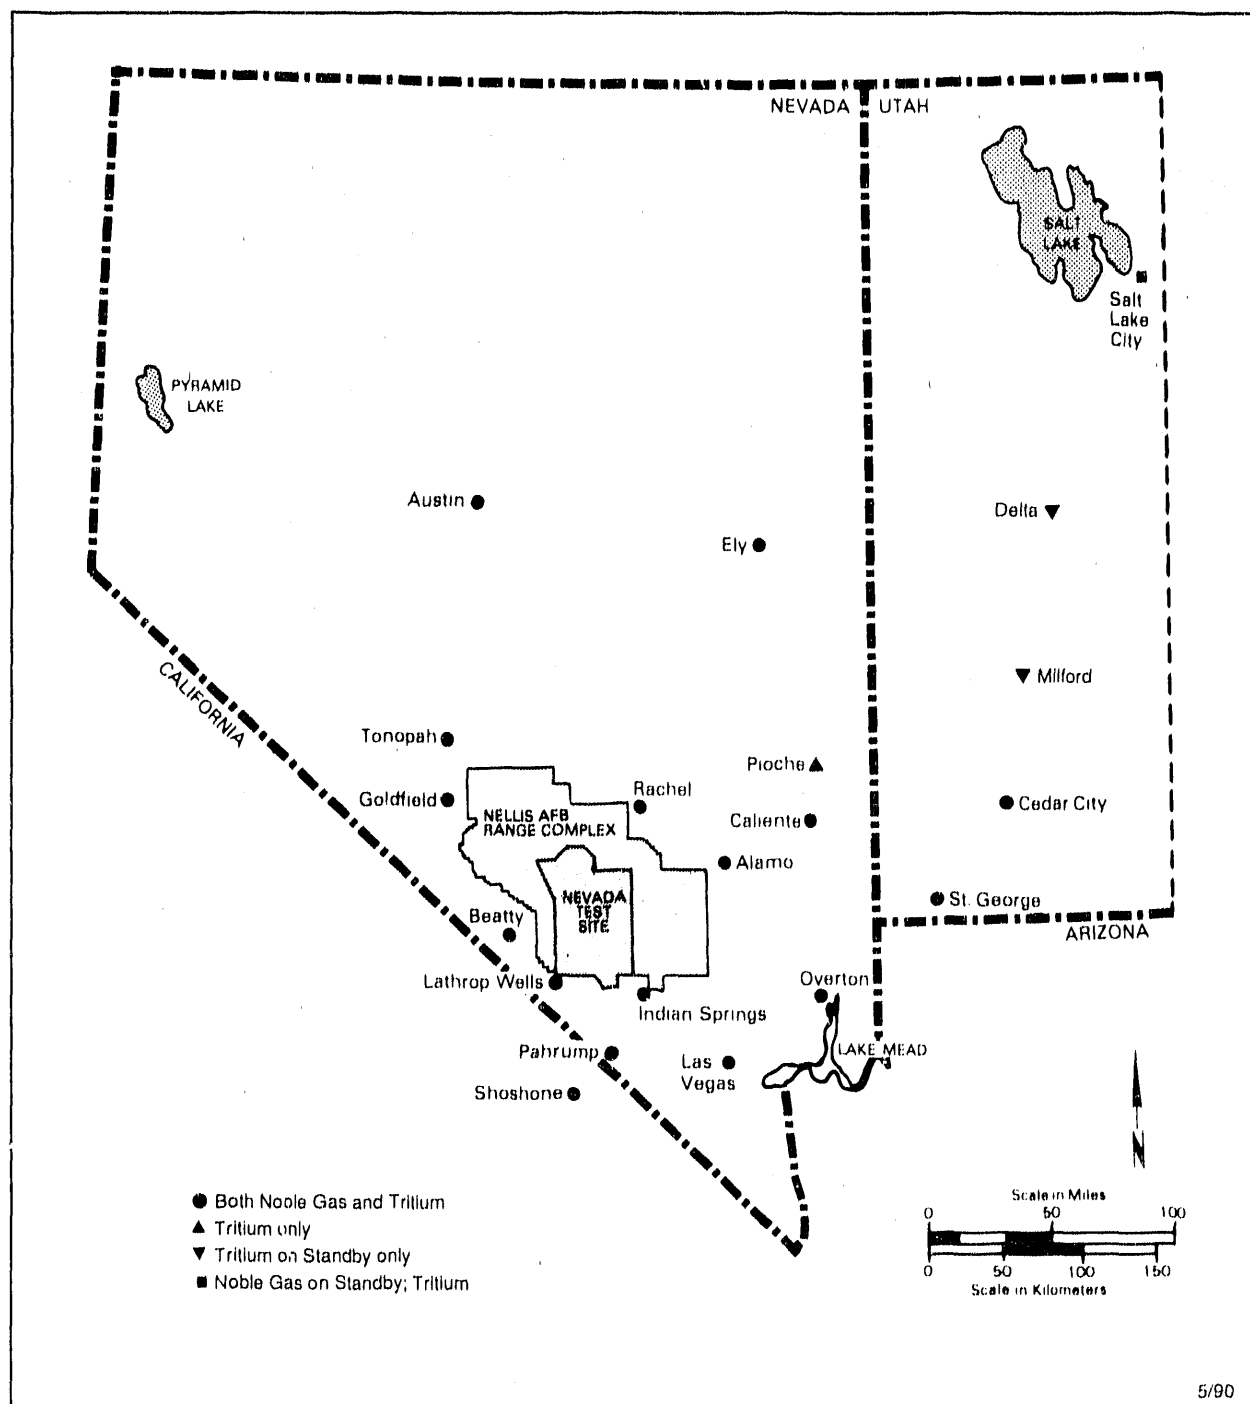 NEVADA
UTAH
SALT
LAKE
Salt
Lake
City
PYRAMID
LAKE
Austin
Ely
Delta
CALIFORNIA
Milford
Tonopah
Pioche
Goldfield
Rachel
NELLIS AFB
RANGE COMPLEX
Caliente
Cedar City
Alamo
NEVADA
TEST
SITE
St. George
Beatty
ARIZONA
Lathrop Wells
Overton
Indian Springs
Pahrump
Las
Vegas
LAKE MEAD
Shoshone
N
Both Noble Gas and Tritium
Tritium only
Tritium on Standby only
Noble Gas on Standby; Tritium
Scale in Miles
0 50 100
0 50 100 150
Scale in Kilometers
5/90